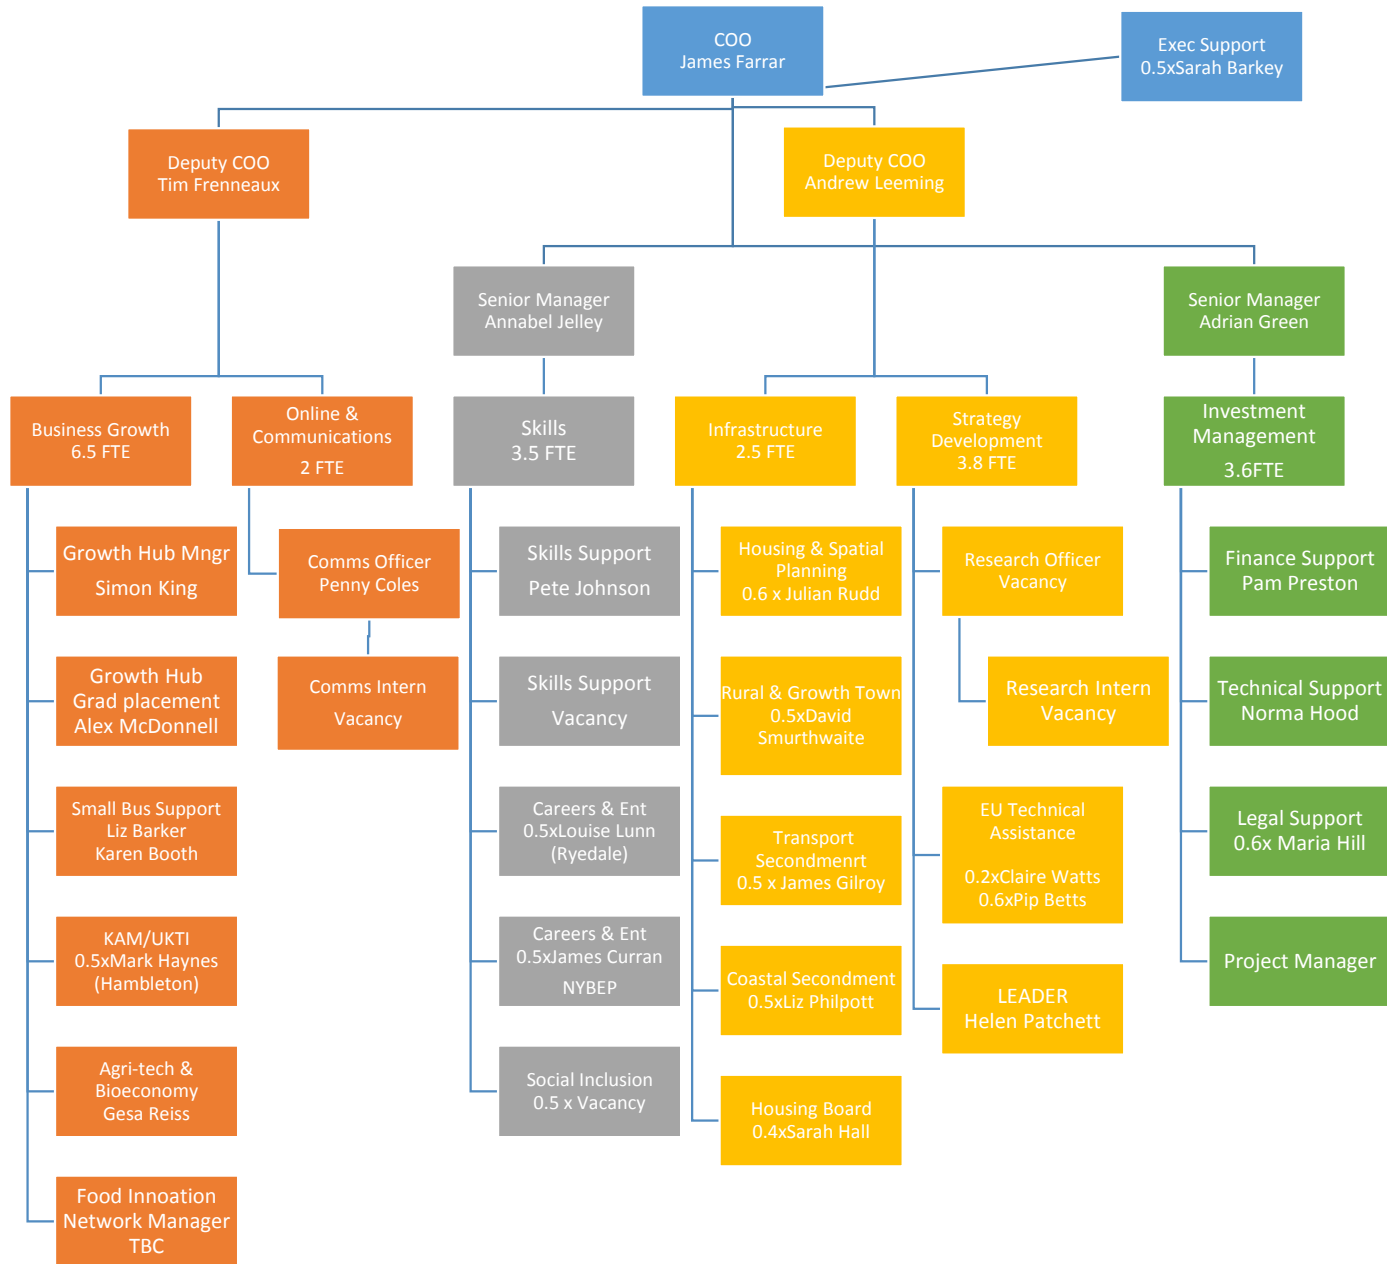 COO
James Farrar
Exec Support
0.5xSarah Barkey
Deputy COO
Tim Frenneaux
Deputy COO
Andrew Leeming
Senior Manager
Annabel Jelley
Senior Manager
Adrian Green
Business Growth
6.5 FTE
Online &
Communications
2 FTE
Skills
3.5 FTE
Infrastructure
2.5 FTE
Strategy
Development
3.8 FTE
Investment
Management
3.6FTE
Growth Hub Mngr
Simon King
Growth Hub
Grad placement
Alex McDonnell
Small Bus Support
Liz Barker
Karen Booth
KAM/UKTI
0.5xMark Haynes
(Hambleton)
Agri-tech &
Bioeconomy
Gesa Reiss
Food Innoation
Network Manager
TBC
Comms Officer
Penny Coles
Comms Intern
Vacancy
Skills Support
Pete Johnson
Skills Support
Vacancy
Careers & Ent
0.5xLouise Lunn
(Ryedale)
Careers & Ent
0.5xJames Curran
NYBEP
Social Inclusion
0.5 x Vacancy
Housing & Spatial
Planning
0.6 x Julian Rudd
Rural & Growth Town
0.5xDavid
Smurthwaite
Transport
Secondmenrt
0.5 x James Gilroy
Coastal Secondment
0.5xLiz Philpott
Housing Board
0.4xSarah Hall
Research Officer
Vacancy
Research Intern
Vacancy
EU Technical
Assistance
0.2xClaire Watts
0.6xPip Betts
LEADER
Helen Patchett
Finance Support
Pam Preston
Technical Support
Norma Hood
Legal Support
0.6x Maria Hill
Project Manager